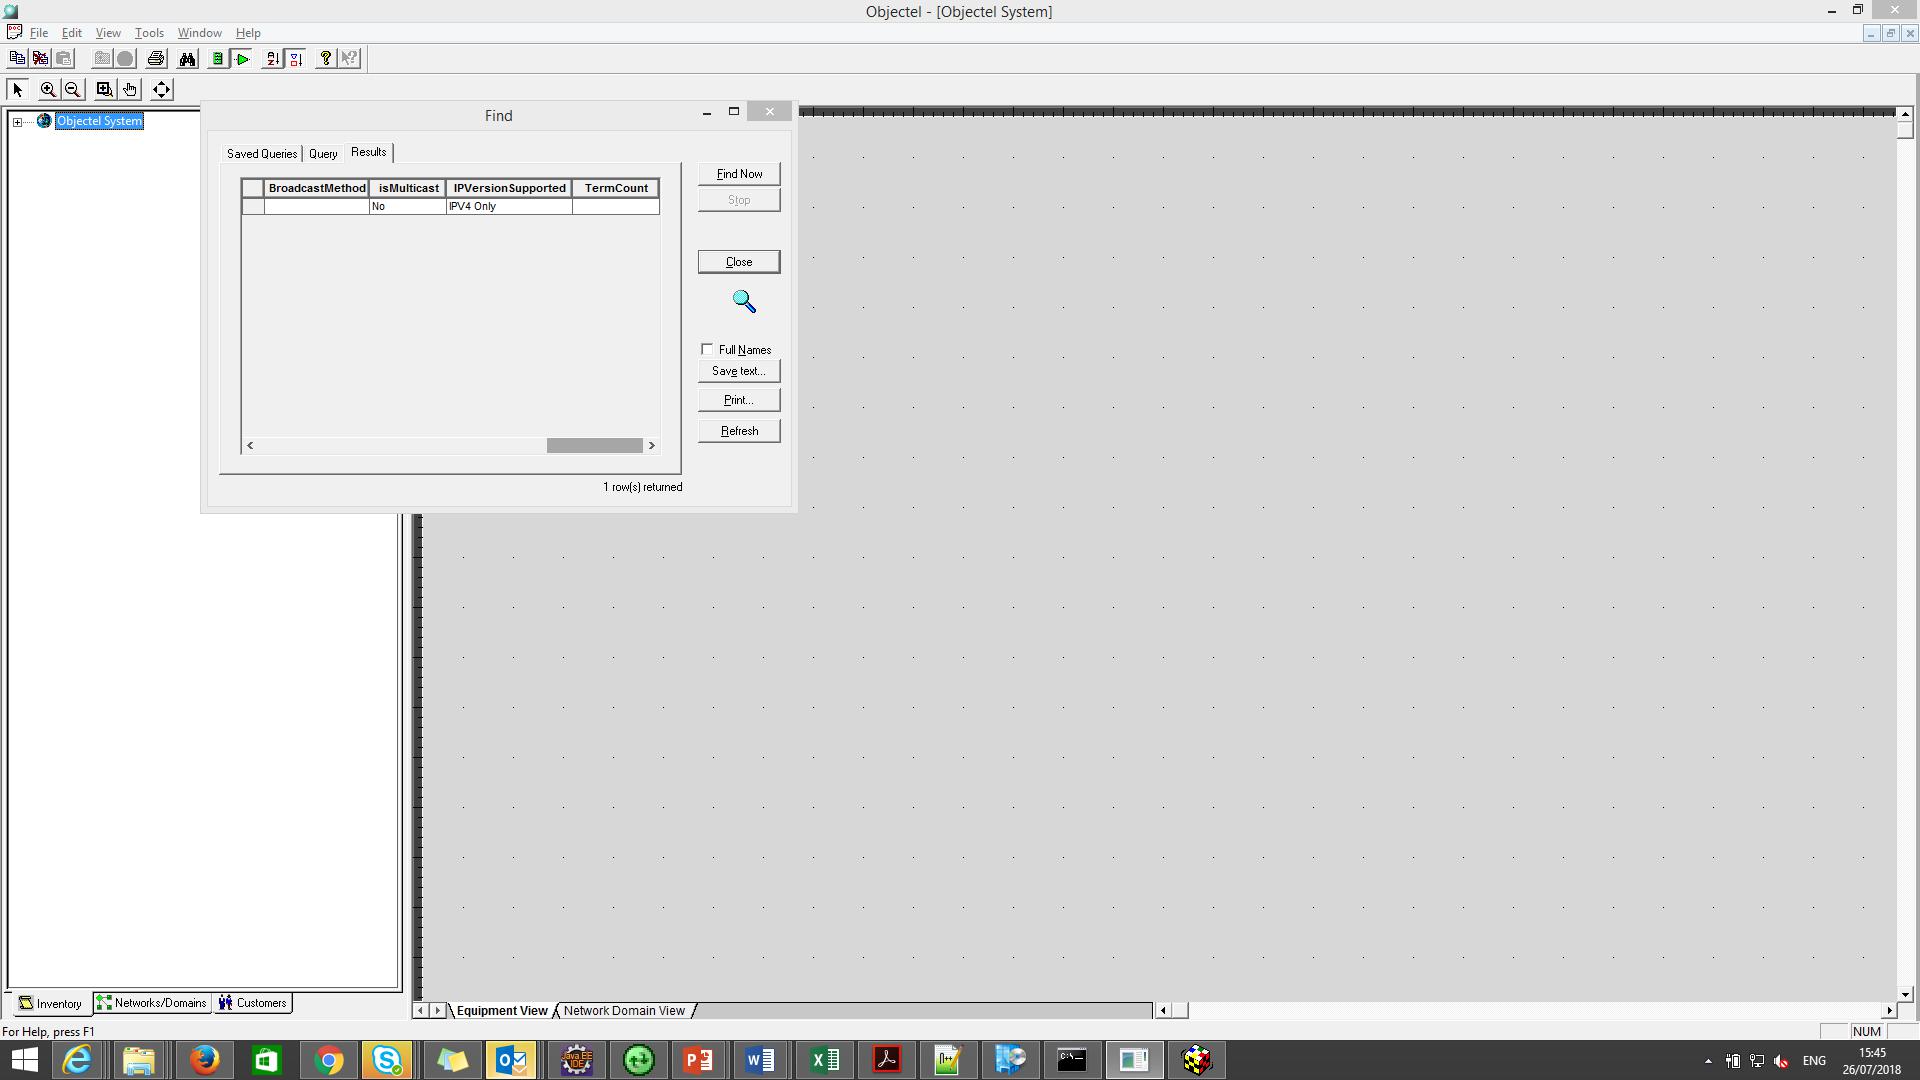 Objectel - [Objectel System]
File Edit View Tools Window Help
Objectel System
Find
Saved Queries Query Results
BroadcastMethod isMulticast IPVersionSupported TermCount
No IPV4 Only
Find Now
Stop
Close
Full Names
Save text...
Print...
Refresh
1 row(s) returned
Inventory Networks/Domains Customers
Equipment View Network Domain View
For Help, press F1
NUM
ENG
15:45
26/07/2018